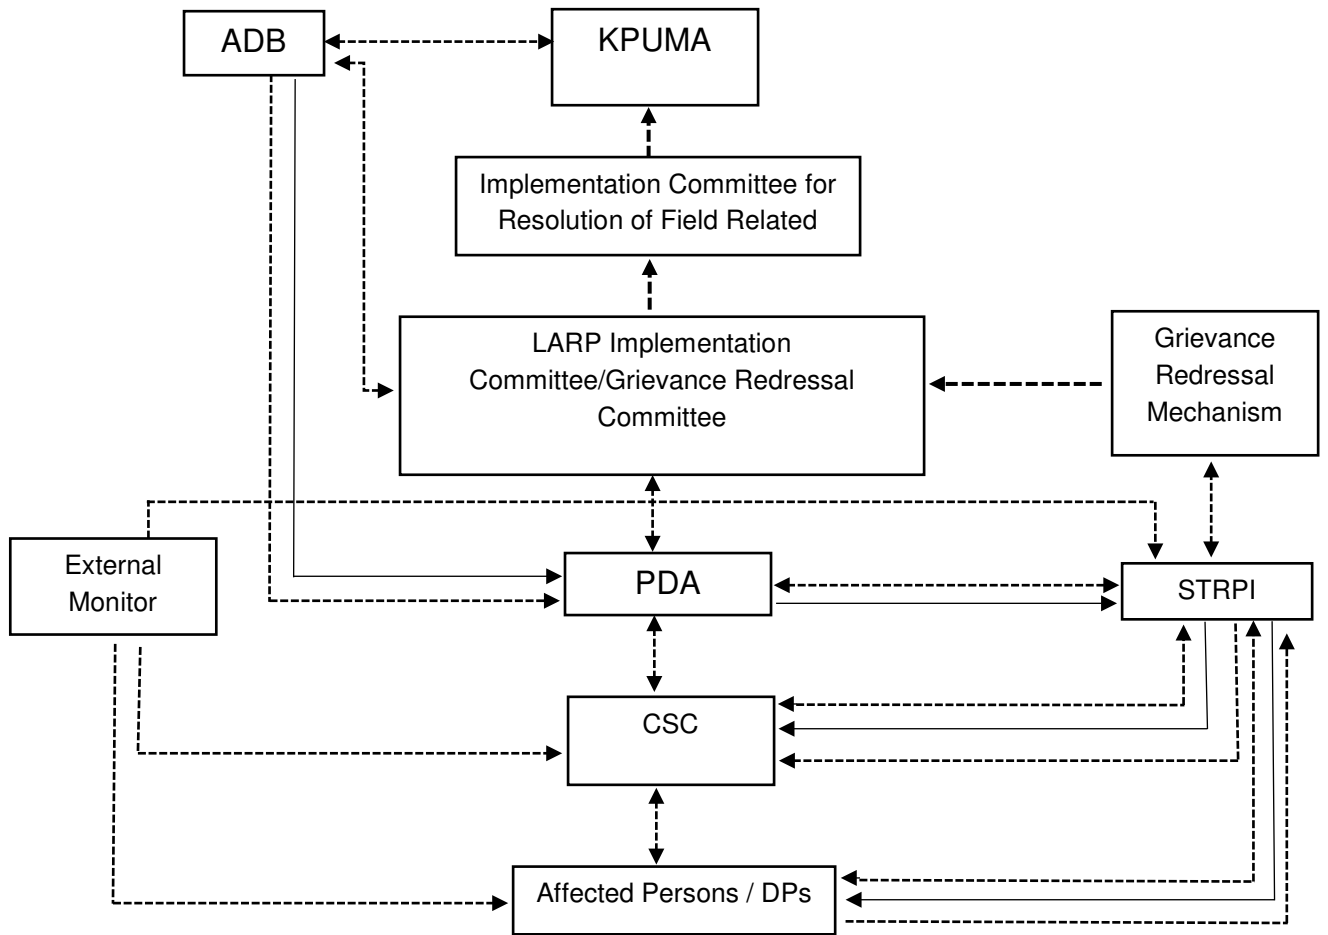 ADB
KPUMA
Implementation Committee for
Resolution of Field Related
LARP Implementation
Committee/Grievance Redressal
Committee
Grievance
Redressal
Mechanism
External
Monitor
PDA
STRPI
CSC
Affected Persons / DPs